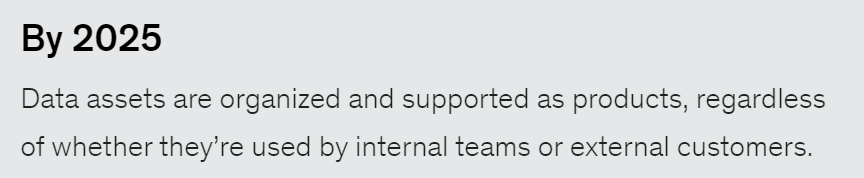 By 2025
Data assets are organized and supported as products, regardless
of whether they’re used by internal teams or external customers.